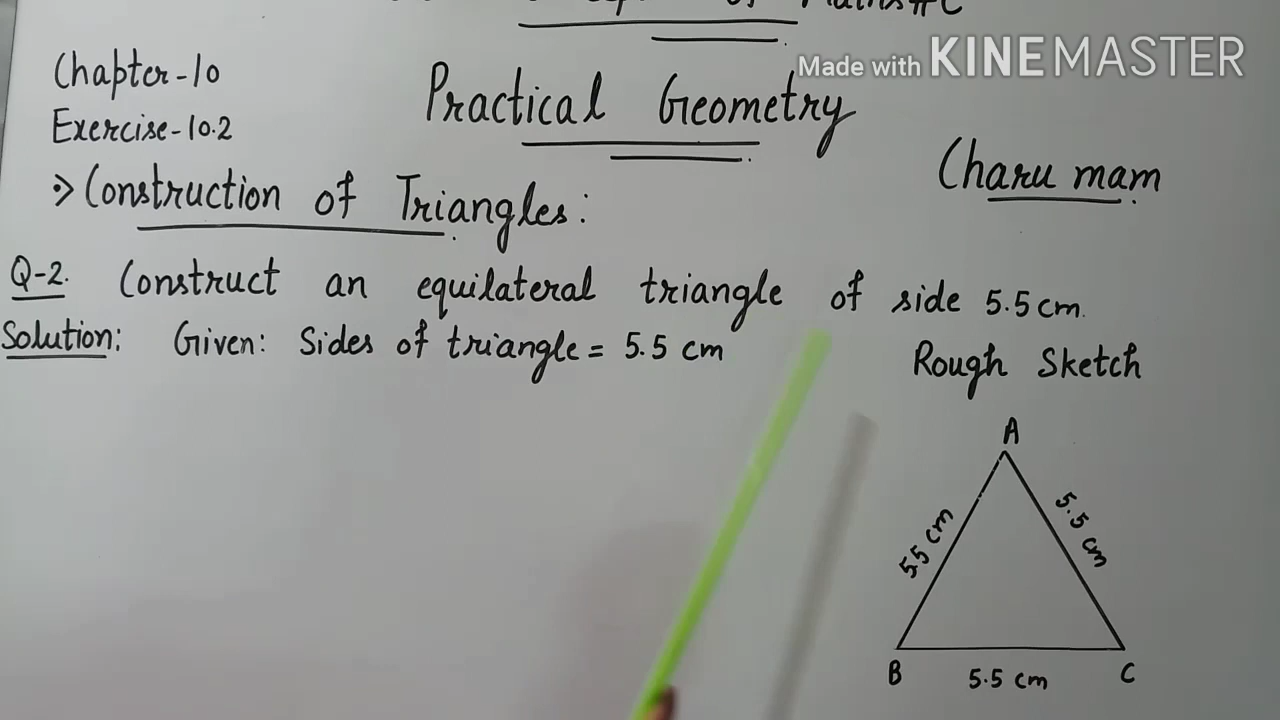 of Maths
Made with KINEMASTER
Chapter-10
Practical Geometry
Exercise-10.2
Charu mam
Construction of Triangles:
Q-2. Construct an equilateral triangle of side 5.5 cm.
Solution: Given: Sides of triangle = 5.5 cm
Rough Sketch
A
5.5 cm
5.5 cm
B
5.5 cm
C